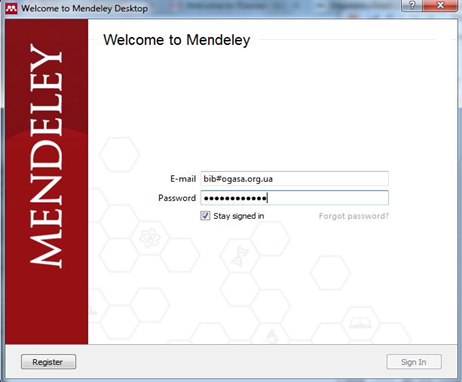 Welcome to Mendeley Desktop
Welcome to Mendeley
MENDELEY
E-mail bib#ogasa.org.ua
Password ●●●●●●●●●●●●
Stay signed in Forgot password?
Register Sign In